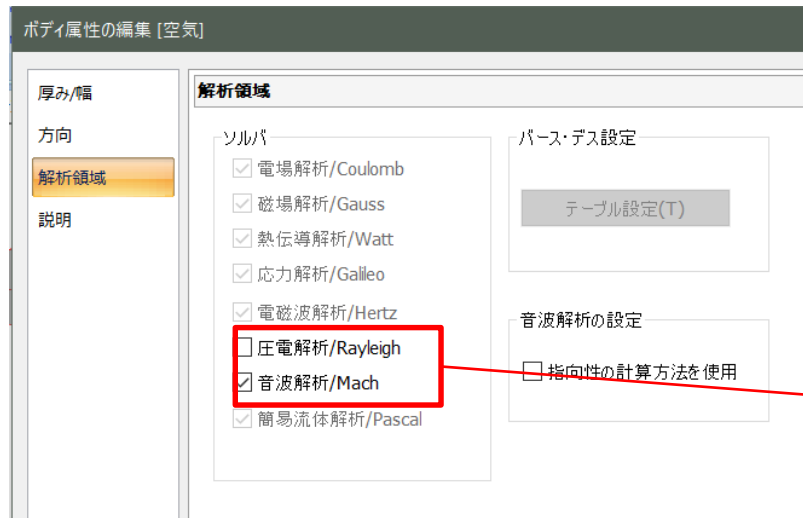 ボディ属性の編集 [空気]
厚み/幅
方向
解析領域
説明
解析領域
ソルバ
電場解析/Coulomb
磁場解析/Gauss
熱伝導解析/Watt
応力解析/Galileo
電磁波解析/Hertz
圧電解析/Rayleigh
音波解析/Mach
簡易流体解析/Pascal
バース・デス設定
テーブル設定(T)
音波解析の設定
指向性の計算方法を使用